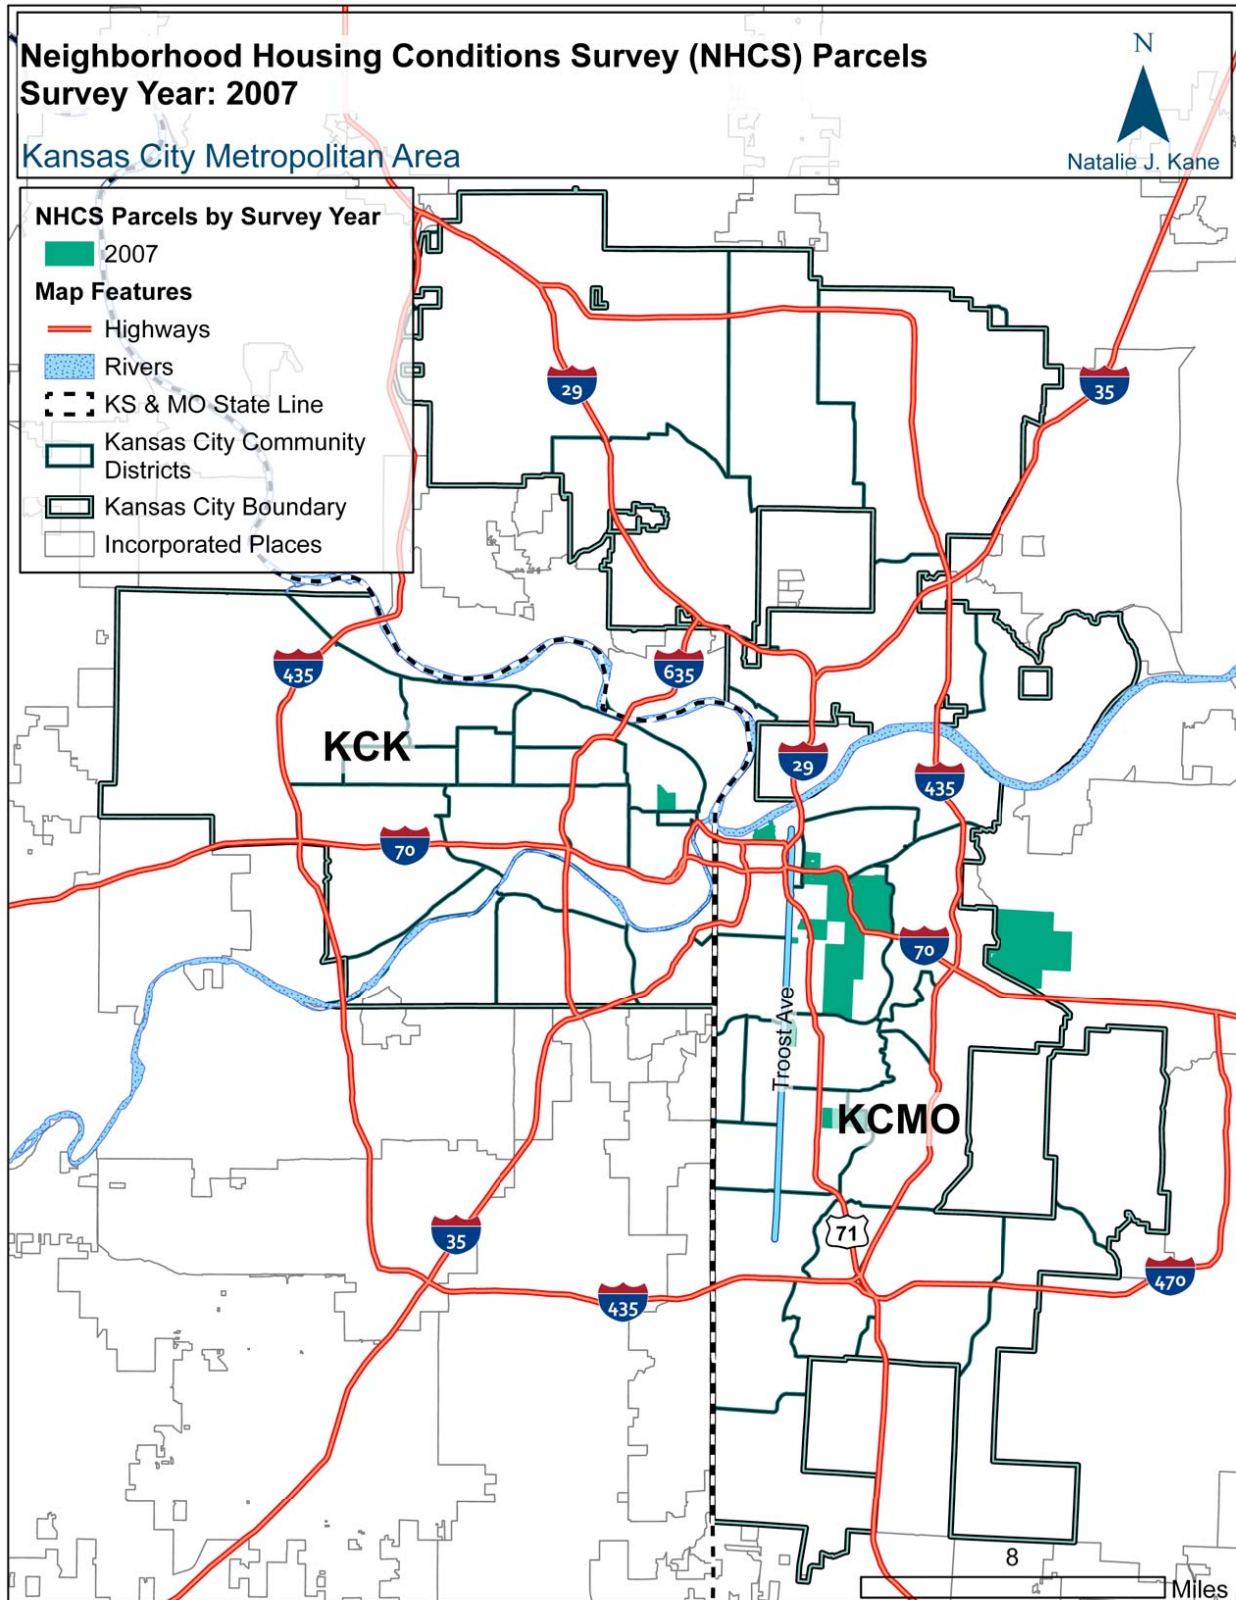 Neighborhood Housing Conditions Survey (NHCS) Parcels
Survey Year: 2007
Kansas City Metropolitan Area
N
Natalie J. Kane
NHCS Parcels by Survey Year
2007
Map Features
Highways
Rivers
KS & MO State Line
Kansas City Community
Districts
Kansas City Boundary
Incorporated Places
29
35
435
635
KCK
29
435
70
70
Troost Ave
KCMO
35
71
470
435
8
Miles